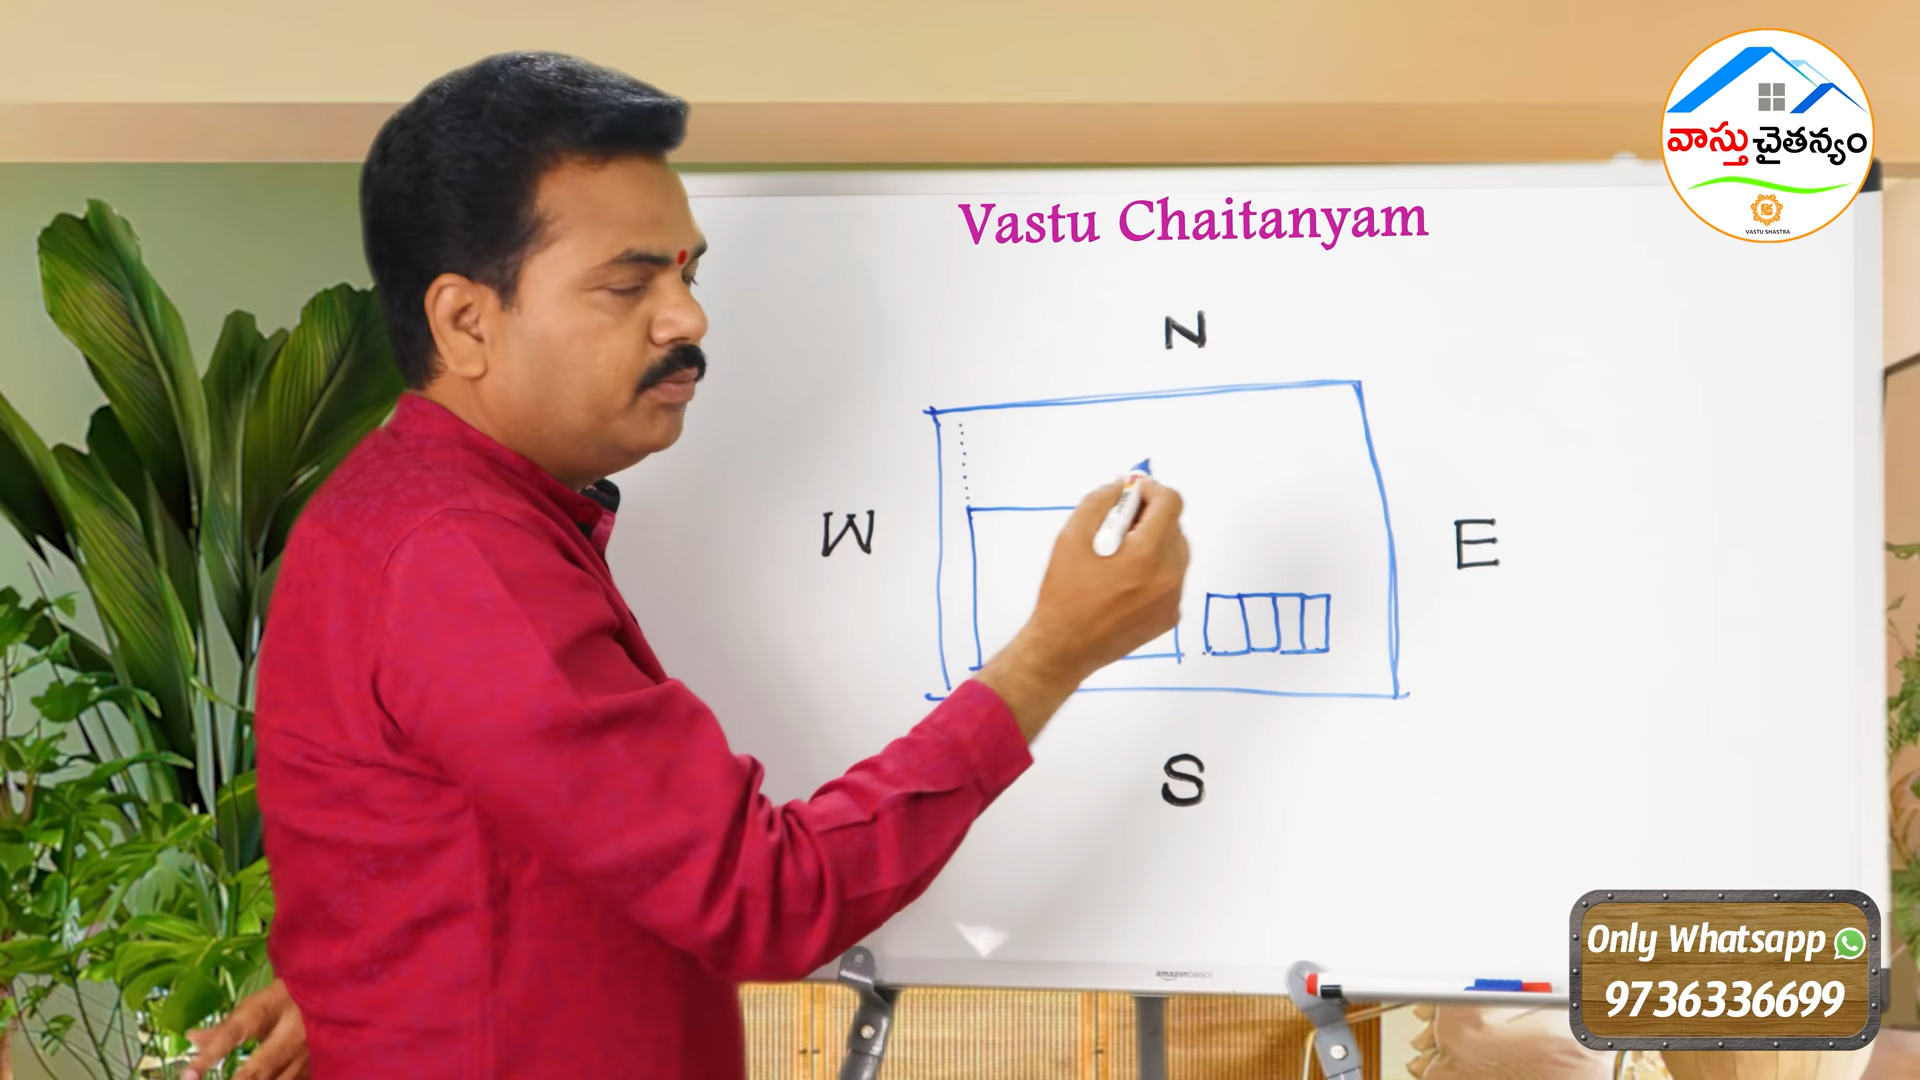 వాస్తు చైతన్యం
VASTU SHASTRA
Vastu Chaitanyam
N
W
E
S
amazonbasics
Only Whatsapp
9736336699